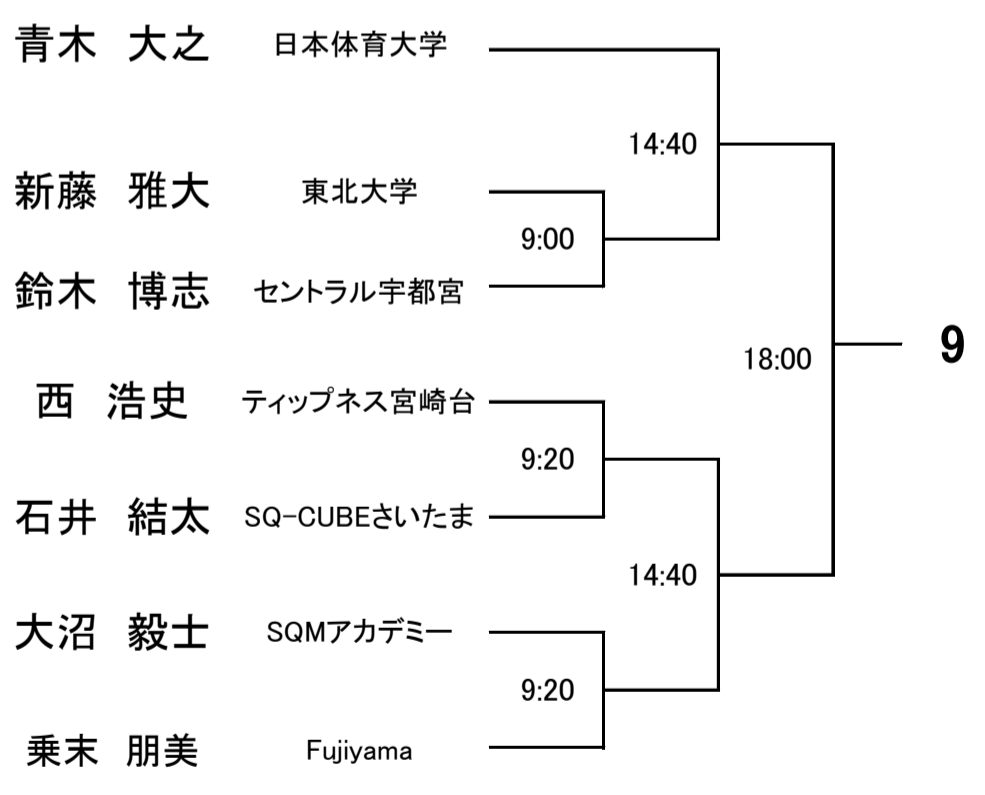 青木 大之 日本体育大学
14:40
新藤 雅大 東北大学
9:00
鈴木 博志 セントラル宇都宮
18:00 9
西 浩史 ティップネス宮崎台
9:20
石井 結太 SQ-CUBEさいたま
14:40
大沼 毅士 SQMアカデミー
9:20
乗末 朋美 Fujiyama